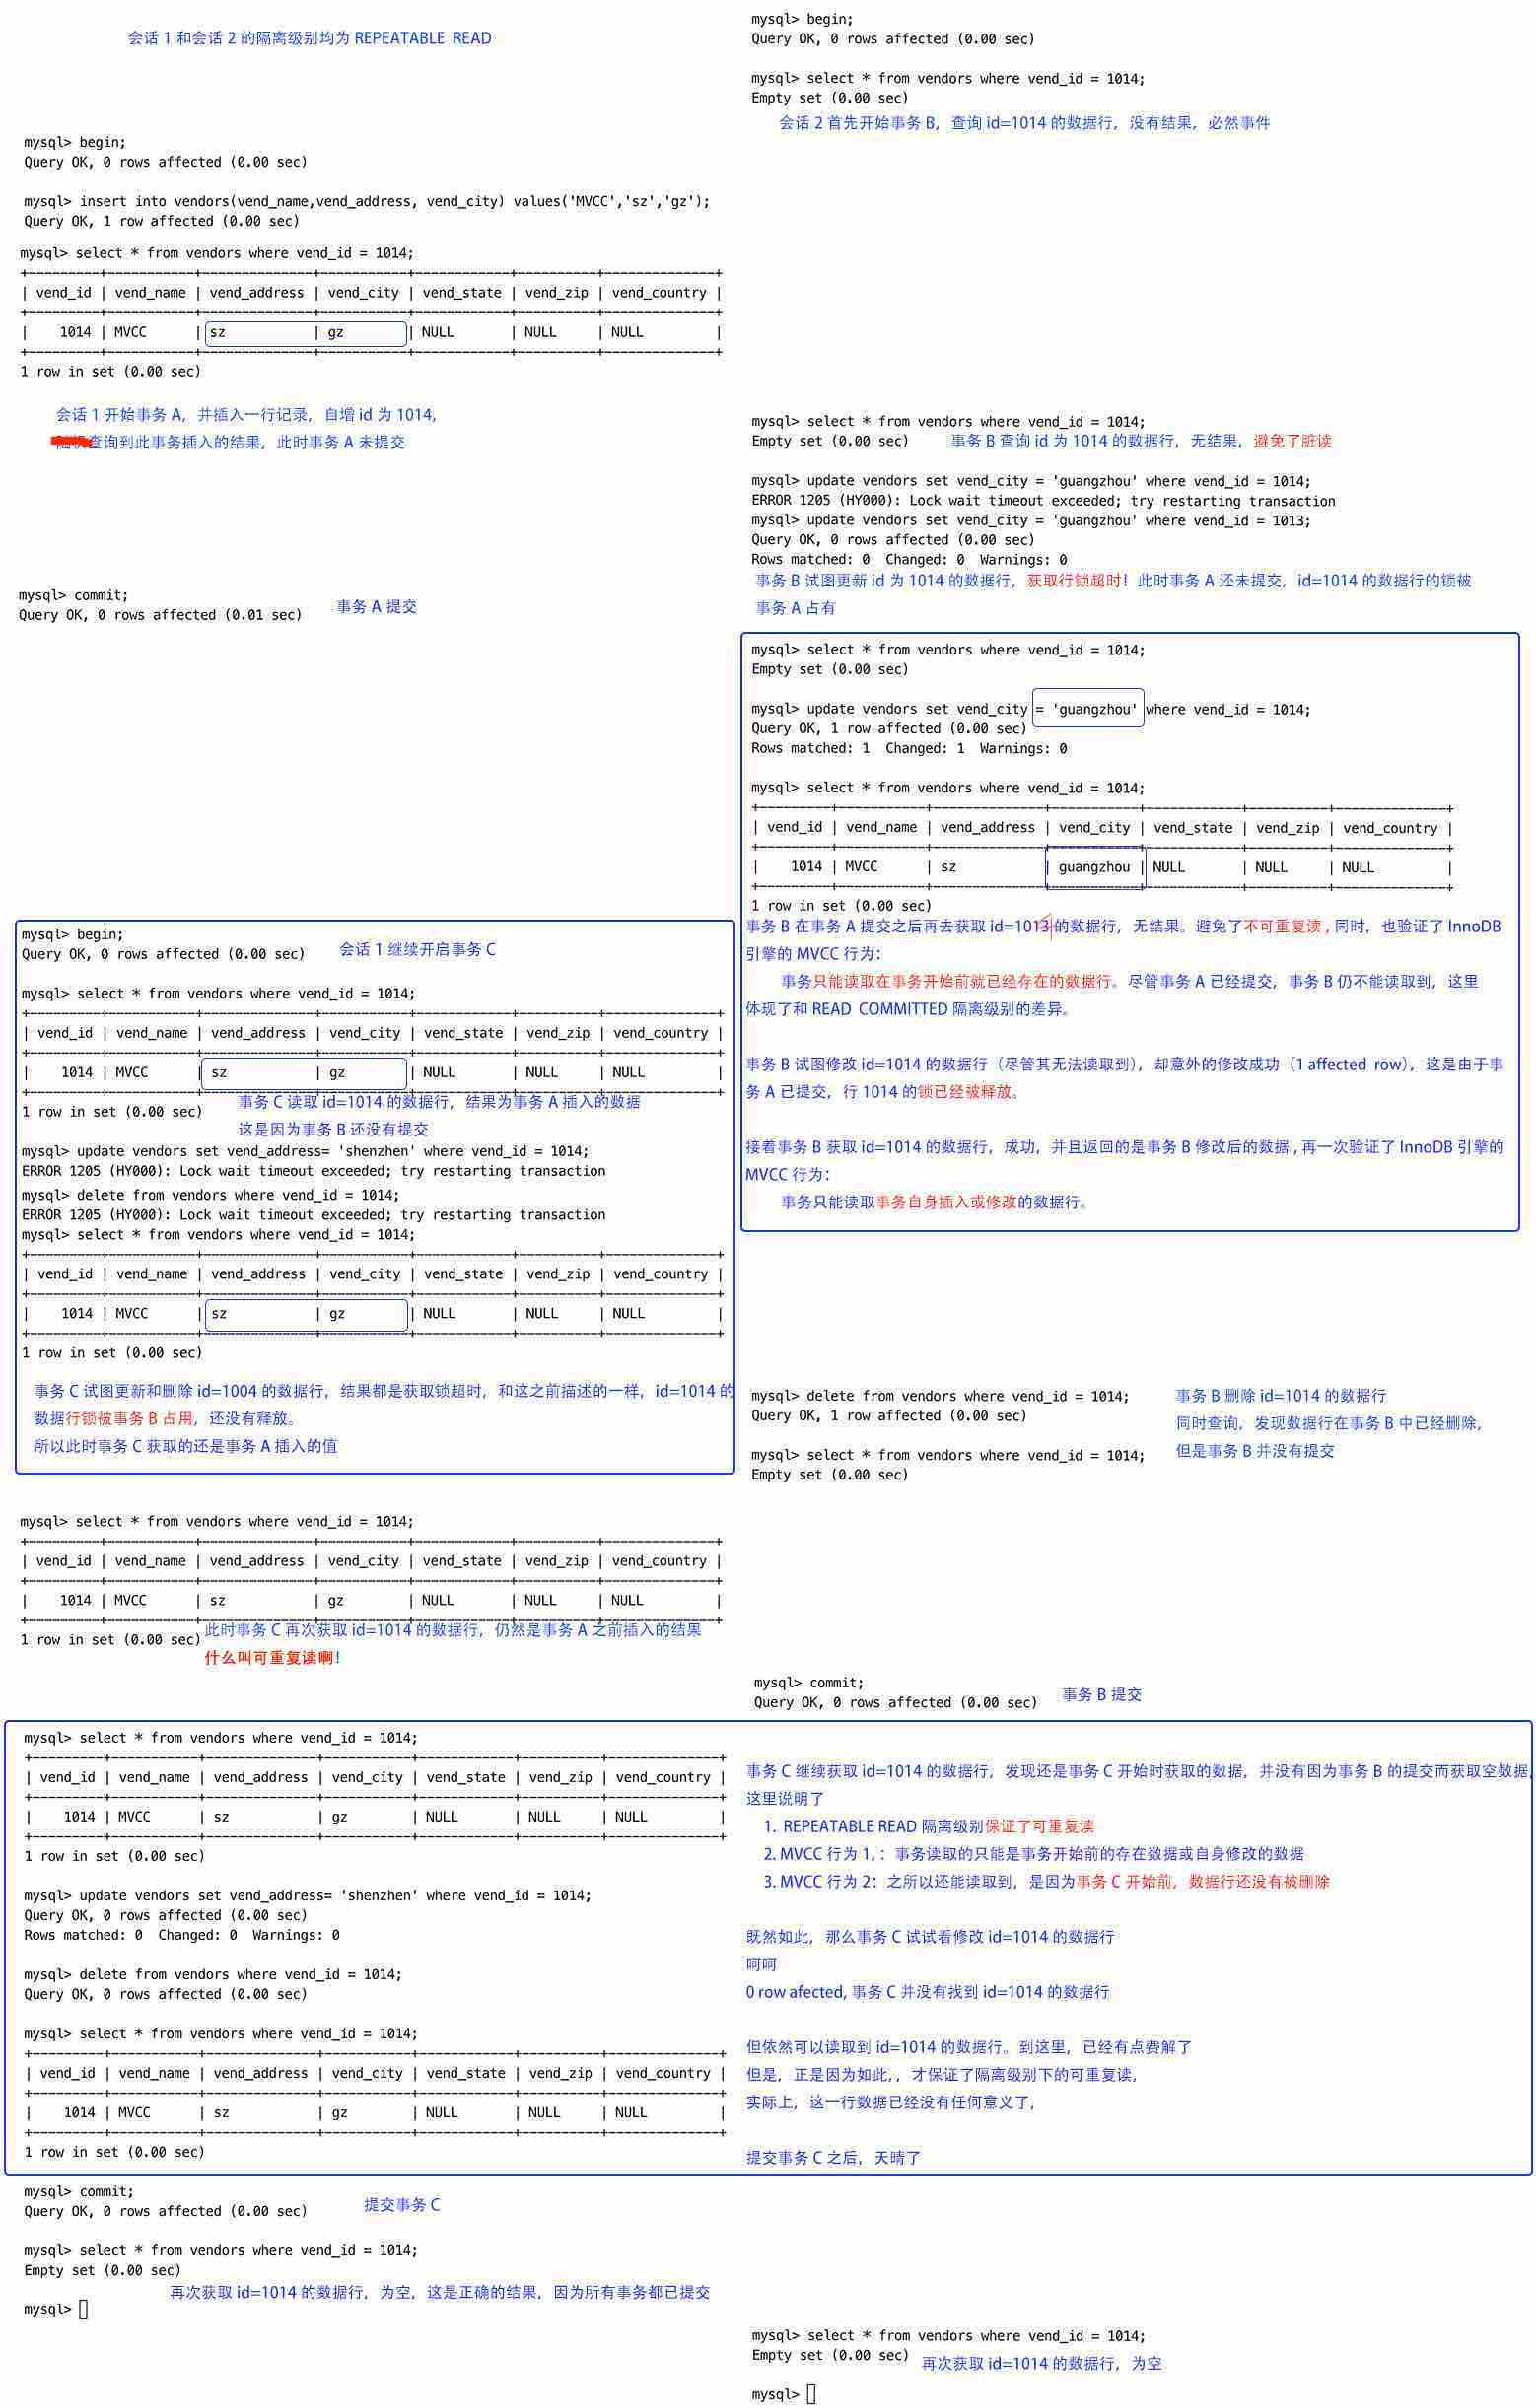 会话 1 和会话 2 的隔离级别均为 REPEATABLE READ
mysql> begin;
Query OK, 0 rows affected (0.00 sec)
mysql> select * from vendors where vend_id = 1014;
Empty set (0.00 sec)
会话 2 首先开始事务 B，查询 id=1014 的数据行，没有结果，必然事件
mysql> begin;
Query OK, 0 rows affected (0.00 sec)
mysql> insert into vendors(vend_name,vend_address, vend_city) values('MVCC','sz','gz');
Query OK, 1 row affected (0.00 sec)
mysql> select * from vendors where vend_id = 1014;
| vend_id | vend_name | vend_address | vend_city | vend_state | vend_zip | vend_country |
| 1014 | MVCC | sz | gz | NULL | NULL | NULL |
1 row in set (0.00 sec)
会话 1 开始事务 A，并插入一行记录，自增 id 为 1014,
查询到此事务插入的结果，此时事务 A 未提交
mysql> select * from vendors where vend_id = 1014;
Empty set (0.00 sec) 事务 B 查询 id 为 1014 的数据行，无结果，避免了脏读
mysql> update vendors set vend_city = 'guangzhou' where vend_id = 1014;
ERROR 1205 (HY000): Lock wait timeout exceeded; try restarting transaction
mysql> update vendors set vend_city = 'guangzhou' where vend_id = 1013;
Query OK, 0 rows affected (0.00 sec)
Rows matched: 0 Changed: 0 Warnings: 0
事务 B 试图更新 id 为 1014 的数据行，获取行锁超时！此时事务 A 还未提交，id=1014 的数据行的锁被
事务 A 占有
mysql> commit;
Query OK, 0 rows affected (0.01 sec) 事务 A 提交
mysql> select * from vendors where vend_id = 1014;
Empty set (0.00 sec)
mysql> update vendors set vend_city = 'guangzhou' where vend_id = 1014;
Query OK, 1 row affected (0.00 sec)
Rows matched: 1 Changed: 1 Warnings: 0
mysql> select * from vendors where vend_id = 1014;
| vend_id | vend_name | vend_address | vend_city | vend_state | vend_zip | vend_country |
| 1014 | MVCC | sz | guangzhou | NULL | NULL | NULL |
1 row in set (0.00 sec)
事务 B 在事务 A 提交之后再去获取 id=1013 的数据行，无结果。避免了不可重复读 , 同时，也验证了 InnoDB
引擎的 MVCC 行为：
事务只能读取在事务开始前就已经存在的数据行。尽管事务 A 已经提交，事务 B 仍不能读取到，这里
体现了和 READ COMMITTED 隔离级别的差异。
事务 B 试图修改 id=1014 的数据行（尽管其无法读取到），却意外的修改成功（1 affected row），这是由于事
务 A 已提交，行 1014 的锁已经被释放。
接着事务 B 获取 id=1014 的数据行，成功，并且返回的是事务 B 修改后的数据 , 再一次验证了 InnoDB 引擎的
MVCC 行为：
事务只能读取事务自身插入或修改的数据行。
mysql> begin;
Query OK, 0 rows affected (0.00 sec) 会话 1 继续开启事务 C
mysql> select * from vendors where vend_id = 1014;
| vend_id | vend_name | vend_address | vend_city | vend_state | vend_zip | vend_country |
| 1014 | MVCC | sz | gz | NULL | NULL | NULL |
1 row in set (0.00 sec) 事务 C 读取 id=1014 的数据行，结果为事务 A 插入的数据
这是因为事务 B 还没有提交
mysql> update vendors set vend_address= 'shenzhen' where vend_id = 1014;
ERROR 1205 (HY000): Lock wait timeout exceeded; try restarting transaction
mysql> delete from vendors where vend_id = 1014;
ERROR 1205 (HY000): Lock wait timeout exceeded; try restarting transaction
mysql> select * from vendors where vend_id = 1014;
| vend_id | vend_name | vend_address | vend_city | vend_state | vend_zip | vend_country |
| 1014 | MVCC | sz | gz | NULL | NULL | NULL |
1 row in set (0.00 sec)
事务 C 试图更新和删除 id=1004 的数据行，结果都是获取锁超时，和这之前描述的一样，id=1014 的
数据行锁被事务 B 占用，还没有释放。
所以此时事务 C 获取的还是事务 A 插入的值
mysql> delete from vendors where vend_id = 1014;
Query OK, 1 row affected (0.00 sec)
mysql> select * from vendors where vend_id = 1014;
Empty set (0.00 sec)
事务 B 删除 id=1014 的数据行
同时查询，发现数据行在事务 B 中已经删除，
但是事务 B 并没有提交
mysql> select * from vendors where vend_id = 1014;
| vend_id | vend_name | vend_address | vend_city | vend_state | vend_zip | vend_country |
| 1014 | MVCC | sz | gz | NULL | NULL | NULL |
1 row in set (0.00 sec) 此时事务 C 再次获取 id=1014 的数据行，仍然是事务 A 之前插入的结果
什么叫可重复读啊！
mysql> commit;
Query OK, 0 rows affected (0.00 sec) 事务 B 提交
mysql> select * from vendors where vend_id = 1014;
| vend_id | vend_name | vend_address | vend_city | vend_state | vend_zip | vend_country |
| 1014 | MVCC | sz | gz | NULL | NULL | NULL |
1 row in set (0.00 sec)
mysql> update vendors set vend_address= 'shenzhen' where vend_id = 1014;
Query OK, 0 rows affected (0.00 sec)
Rows matched: 0 Changed: 0 Warnings: 0
mysql> delete from vendors where vend_id = 1014;
Query OK, 0 rows affected (0.00 sec)
mysql> select * from vendors where vend_id = 1014;
| vend_id | vend_name | vend_address | vend_city | vend_state | vend_zip | vend_country |
| 1014 | MVCC | sz | gz | NULL | NULL | NULL |
1 row in set (0.00 sec)
事务 C 继续获取 id=1014 的数据行，发现还是事务 C 开始时获取的数据，并没有因为事务 B 的提交而获取空数据,
这里说明了
1. REPEATABLE READ 隔离级别保证了可重复读
2. MVCC 行为 1,：事务读取的只能是事务开始前的存在数据或自身修改的数据
3. MVCC 行为 2：之所以还能读取到，是因为事务 C 开始前，数据行还没有被删除
既然如此，那么事务 C 试试看修改 id=1014 的数据行
呵呵
0 row afected, 事务 C 并没有找到 id=1014 的数据行
但依然可以读取到 id=1014 的数据行。到这里，已经有点费解了
但是，正是因为如此,，才保证了隔离级别下的可重复读，
实际上，这一行数据已经没有任何意义了，
提交事务 C 之后，天晴了
mysql> commit;
Query OK, 0 rows affected (0.00 sec) 提交事务 C
mysql> select * from vendors where vend_id = 1014;
Empty set (0.00 sec)
再次获取 id=1014 的数据行，为空，这是正确的结果，因为所有事务都已提交
mysql>
mysql> select * from vendors where vend_id = 1014;
Empty set (0.00 sec) 再次获取 id=1014 的数据行，为空
mysql>